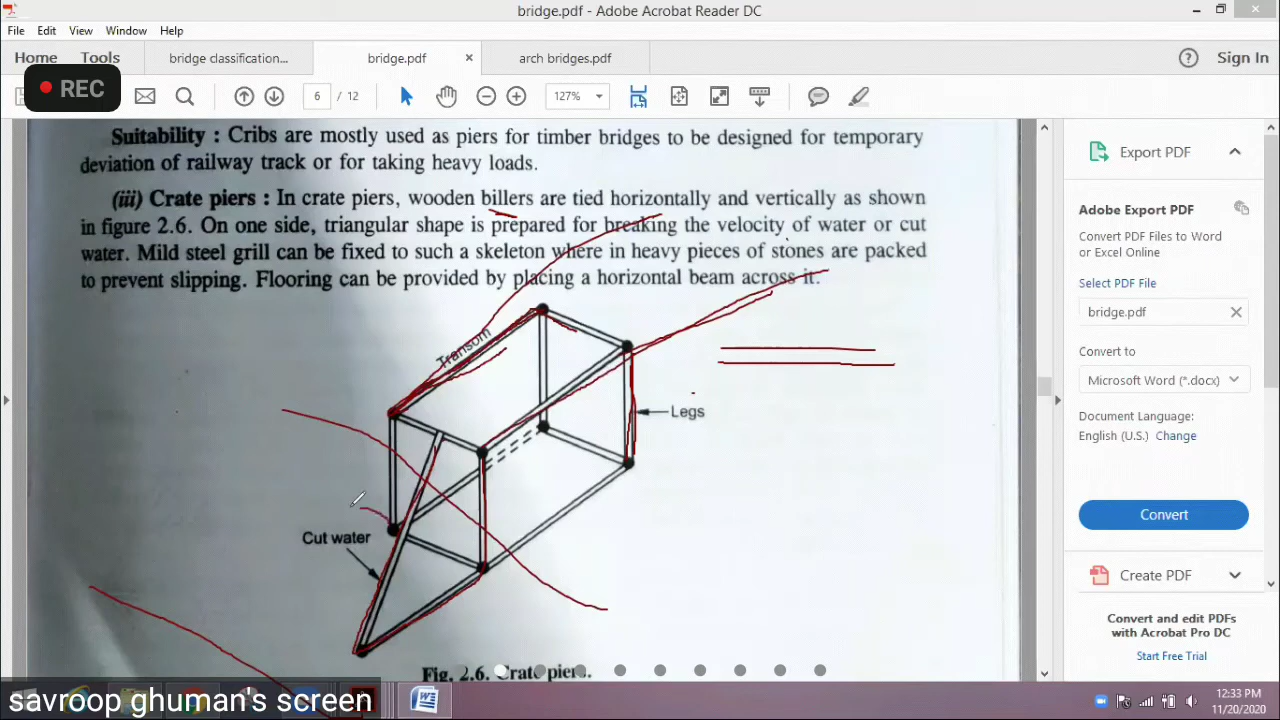 bridge.pdf - Adobe Acrobat Reader DC
File Edit View Window Help
Home Tools bridge classification... bridge.pdf × arch bridges.pdf Sign In
REC
6 / 12 127%
Suitability : Cribs are mostly used as piers for timber bridges to be designed for temporary
deviation of railway track or for taking heavy loads.
(iii) Crate piers : In crate piers, wooden billers are tied horizontally and vertically as shown
in figure 2.6. On one side, triangular shape is prepared for breaking the velocity of water or cut
water. Mild steel grill can be fixed to such a skeleton where in heavy pieces of stones are packed
to prevent slipping. Flooring can be provided by placing a horizontal beam across it.
Transom
Legs
Cut water
Fig. 2.6. Crate piers.
Export PDF
Adobe Export PDF
Convert PDF Files to Word
or Excel Online
Select PDF File
bridge.pdf
Convert to
Microsoft Word (*.docx)
Document Language:
English (U.S.) Change
Convert
Create PDF
Convert and edit PDFs
with Acrobat Pro DC
Start Free Trial
savroop ghuman's screen
12:33 PM
11/20/2020